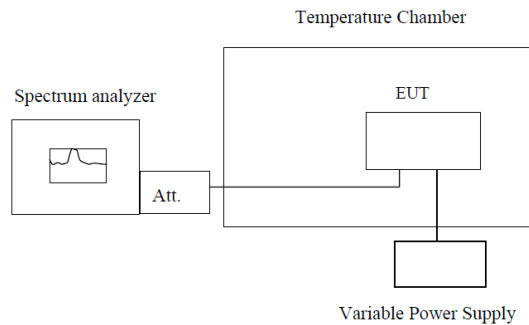 Temperature Chamber
Spectrum analyzer
EUT
Att.
Variable Power Supply